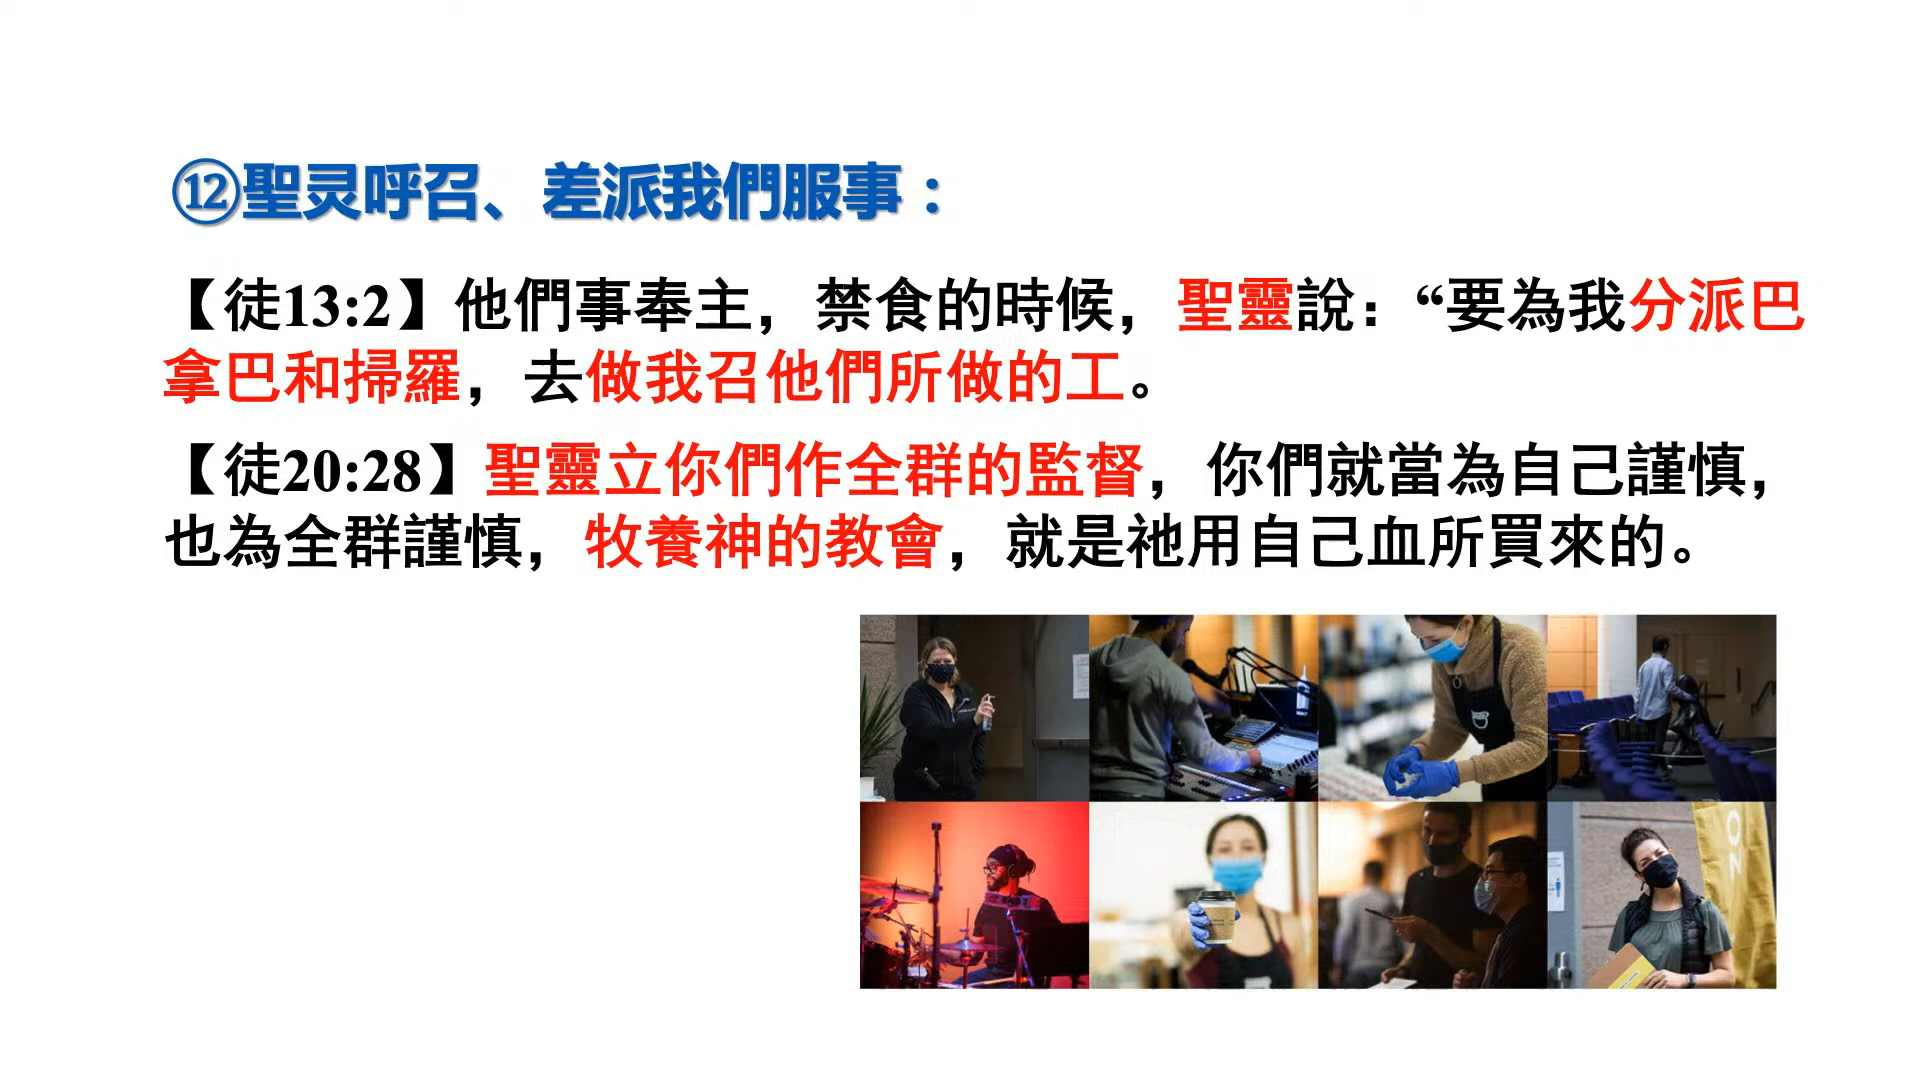 ⑫聖灵呼召、差派我們服事：
【徒13:2】他們事奉主，禁食的時候，聖靈說：“要為我分派巴
拿巴和掃羅，去做我召他們所做的工。
【徒20:28】聖靈立你們作全群的監督，你們就當為自己謹慎，
也為全群謹慎，牧養神的教會，就是祂用自己血所買來的。